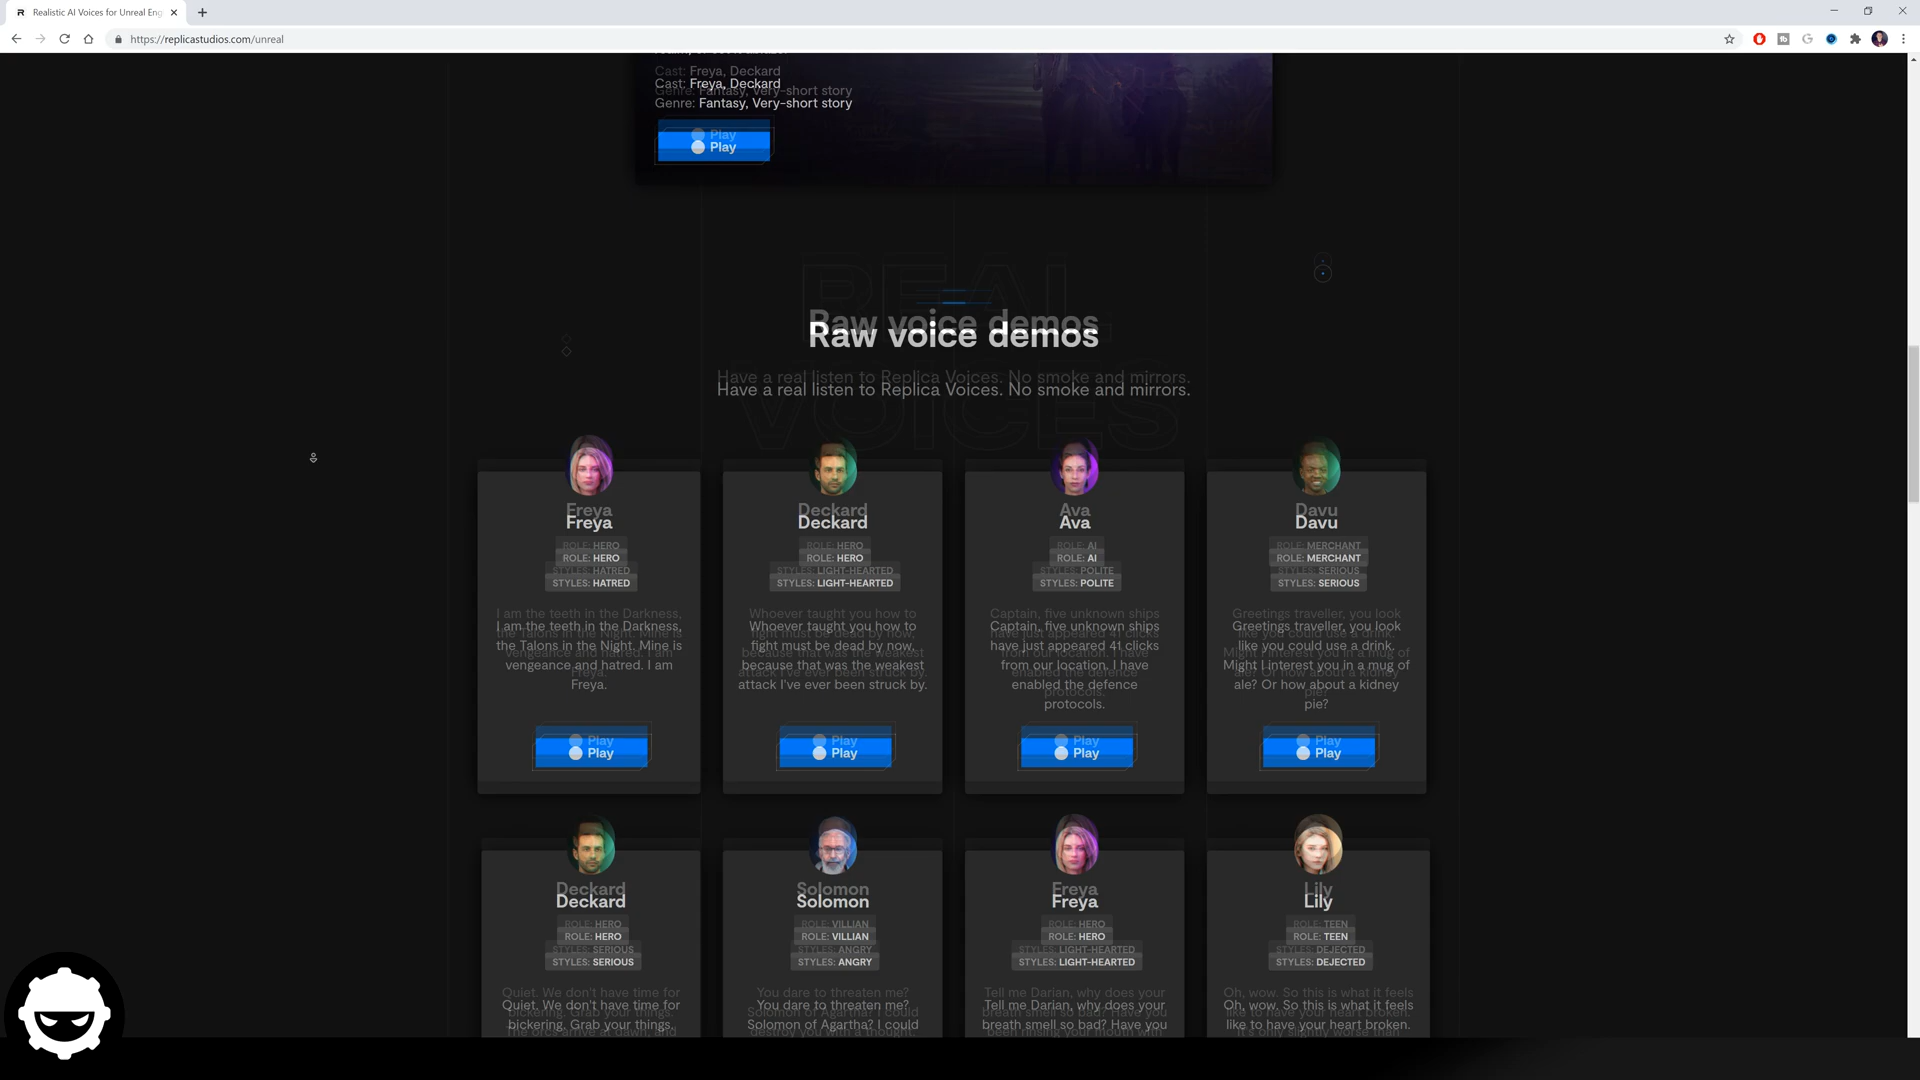 Realistic AI Voices for Unreal Eng
https://replicastudios.com/unreal
Cast: Freya, Deckard
Genre: Fantasy, Very-short story
Play
REAL
VOICES
Raw voice demos
Have a real listen to Replica Voices. No smoke and mirrors.
Freya
ROLE: HERO
STYLES: HATRED
I am the teeth in the Darkness,
the Talons in the Night. Mine is
vengeance and hatred. I am
Freya.
Play
Deckard
ROLE: HERO
STYLES: LIGHT-HEARTED
Whoever taught you how to
fight must be dead by now,
because that was the weakest
attack I've ever been struck by.
Play
Ava
ROLE: AI
STYLES: POLITE
Captain, five unknown ships
have just appeared 41 clicks
from our location. I have
enabled the defence
protocols.
Play
Davu
ROLE: MERCHANT
STYLES: SERIOUS
Greetings traveller, you look
like you could use a drink.
Might I interest you in a mug of
ale? Or how about a kidney
pie?
Play
Deckard
ROLE: HERO
STYLES: SERIOUS
Quiet. We don't have time for
bickering. Grab your things,
Solomon
ROLE: VILLIAN
STYLES: ANGRY
You dare to threaten me?
Solomon of Agartha? I could
Freya
ROLE: HERO
STYLES: LIGHT-HEARTED
Tell me Darian, why does your
breath smell so bad? Have you
Lily
ROLE: TEEN
STYLES: DEJECTED
Oh, wow. So this is what it feels
like to have your heart broken.